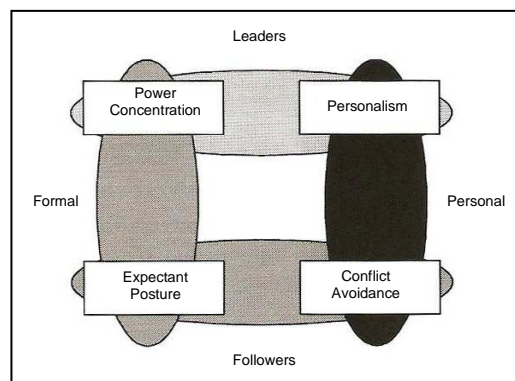 Leaders
Power
Concentration
Personalism
Formal
Personal
Expectant
Posture
Conflict
Avoidance
Followers